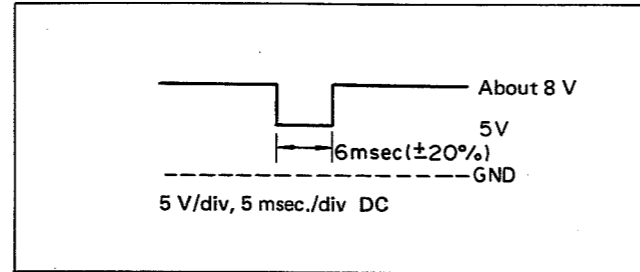 About 8 V
5V
6msec(±20%)
GND
5 V/div, 5 msec./div DC